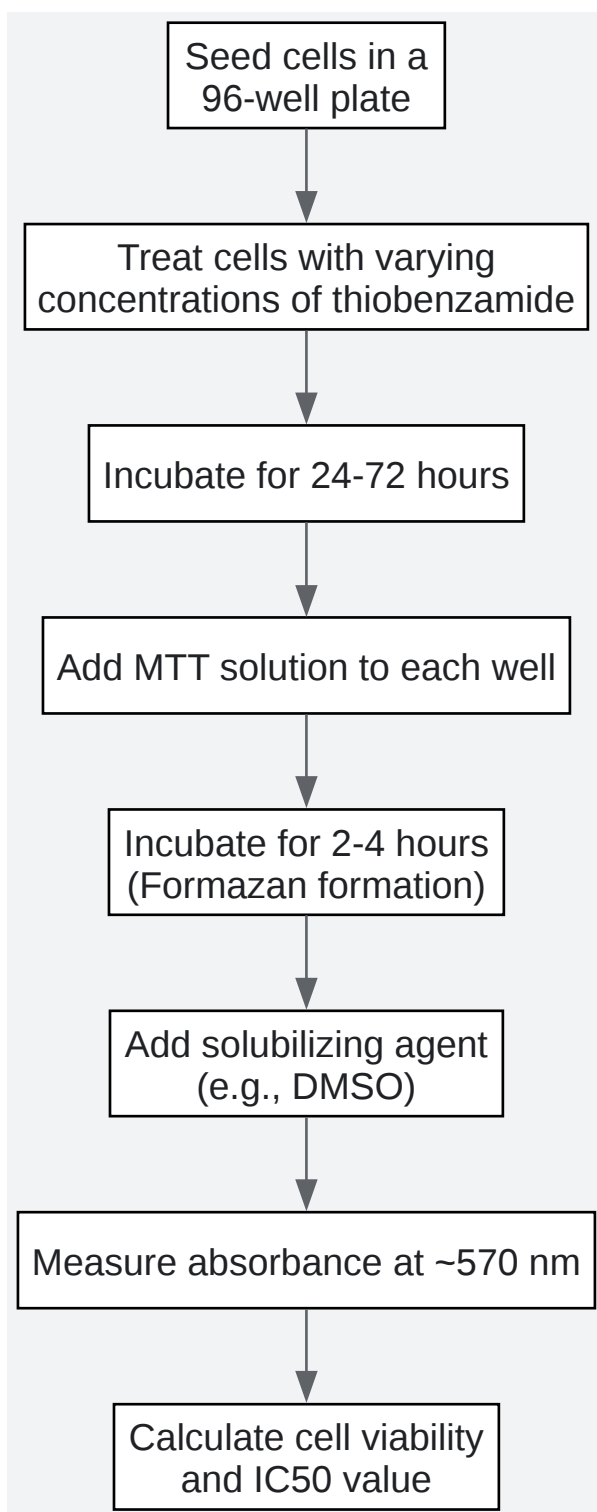 Seed cells in a
96-well plate
Treat cells with varying
concentrations of thiobenzamide
Incubate for 24-72 hours
Add MTT solution to each well
Incubate for 2-4 hours
(Formazan formation)
Add solubilizing agent
(e.g., DMSO)
Measure absorbance at ~570 nm
Calculate cell viability
and IC50 value